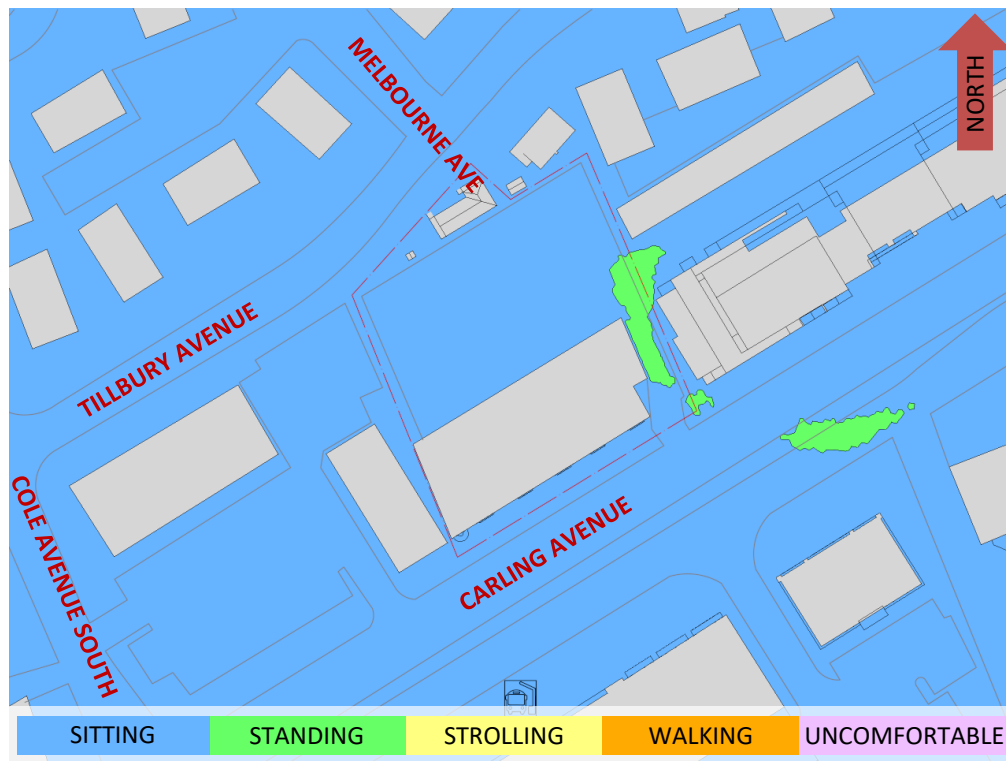 MELBOURNE AVE
NORTH
TILLBURY AVENUE
COLE AVENUE SOUTH
CARLING AVENUE
SITTING
STANDING
STROLLING
WALKING
UNCOMFORTABLE